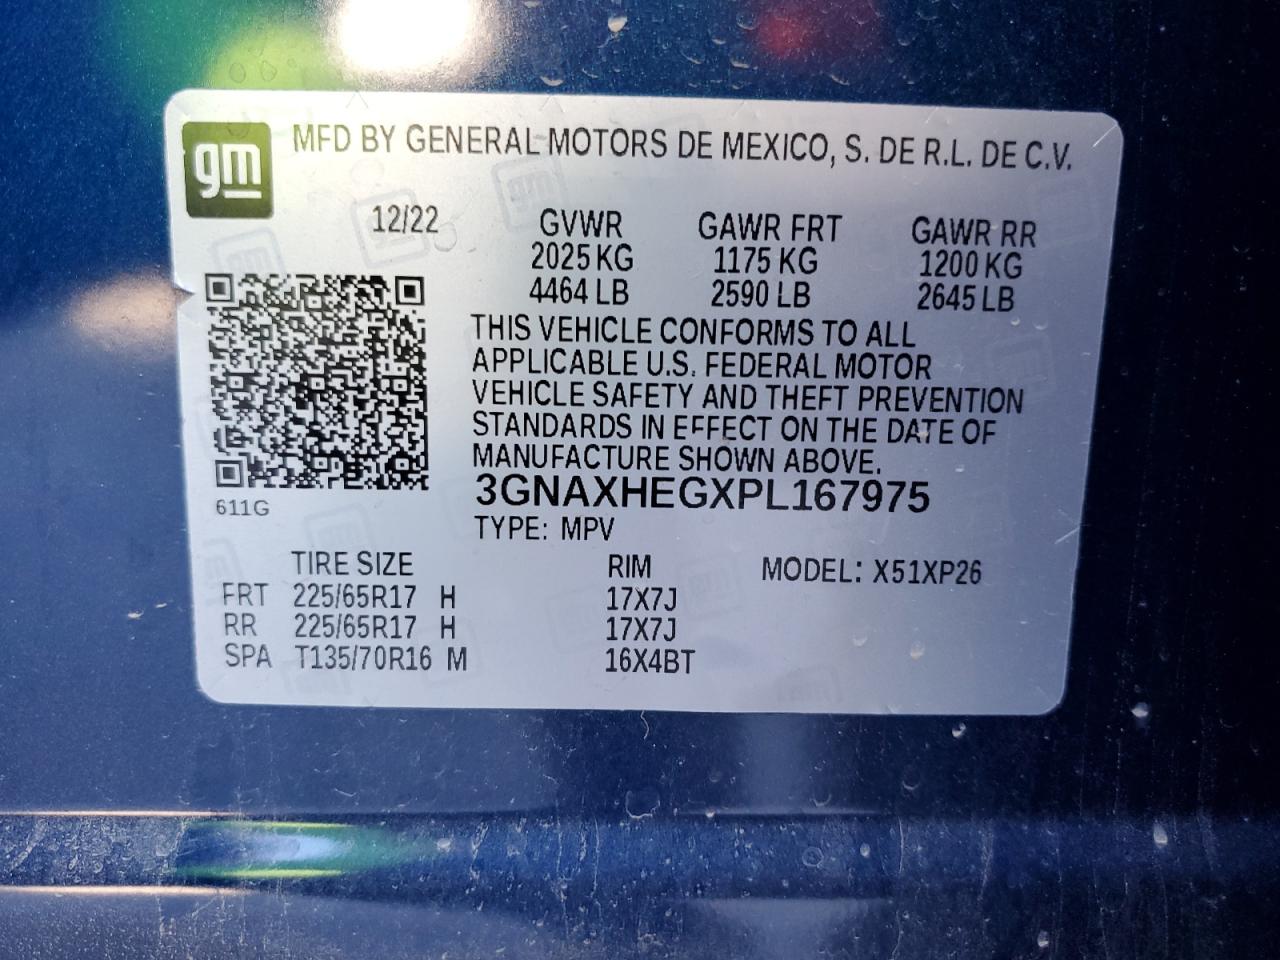 gm
MFD BY GENERAL MOTORS DE MEXICO, S. DE R.L. DE C.V.
12/22 GVWR GAWR FRT GAWR RR
2025 KG 1175 KG 1200 KG
4464 LB 2590 LB 2645 LB
THIS VEHICLE CONFORMS TO ALL
APPLICABLE U.S. FEDERAL MOTOR
VEHICLE SAFETY AND THEFT PREVENTION
STANDARDS IN EFFECT ON THE DATE OF
MANUFACTURE SHOWN ABOVE.
3GNAXHEGXPL167975
611G
TYPE: MPV
TIRE SIZE RIM MODEL: X51XP26
FRT 225/65R17 H 17X7J
RR 225/65R17 H 17X7J
SPA T135/70R16 M 16X4BT